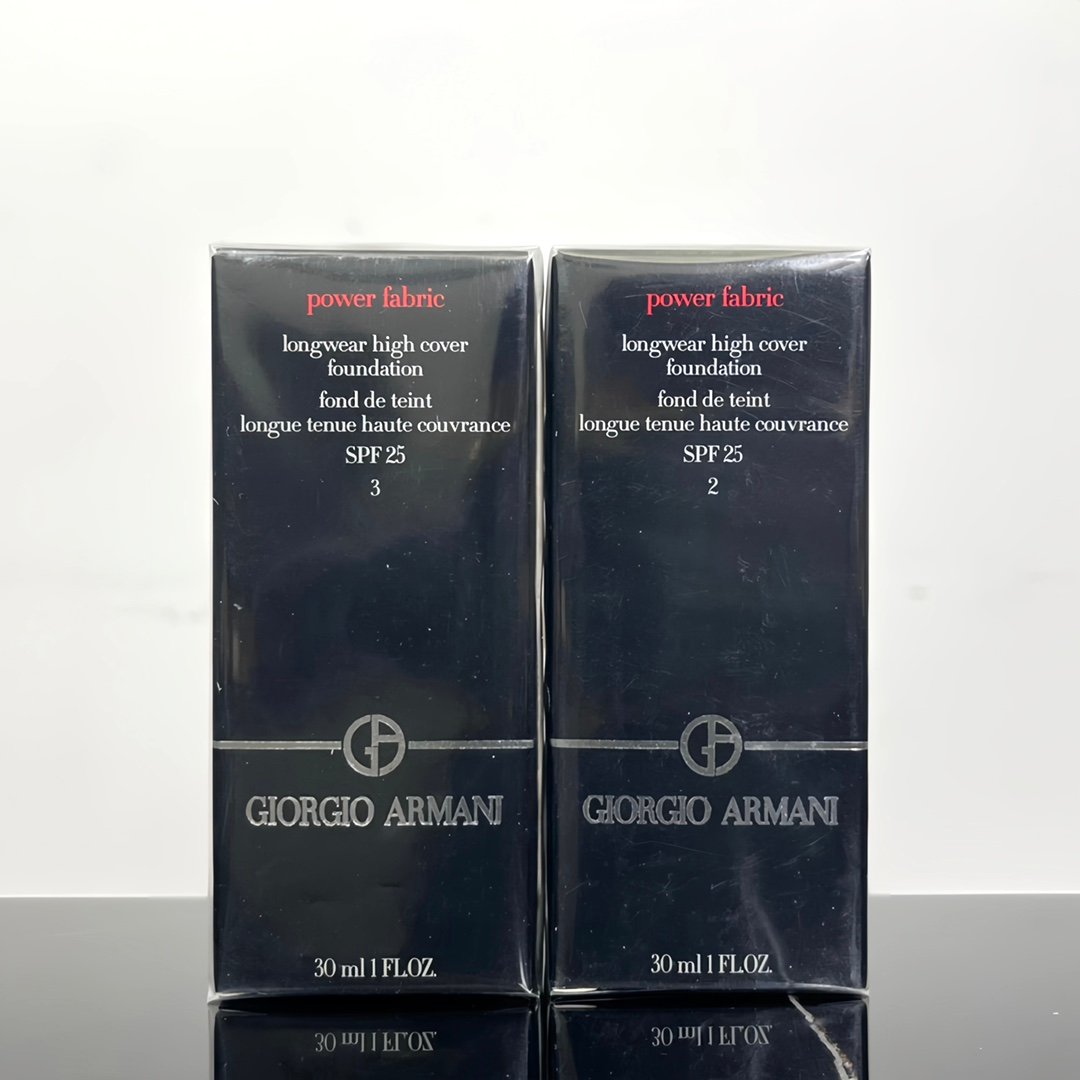 power fabric
longwear high cover
foundation
fond de teint
longue tenue haute couvrance
SPF 25
3
GA
GIORGIO ARMANI
30 ml 1 FL.OZ.
power fabric
longwear high cover
foundation
fond de teint
longue tenue haute couvrance
SPF 25
2
GA
GIORGIO ARMANI
30 ml 1 FL.OZ.